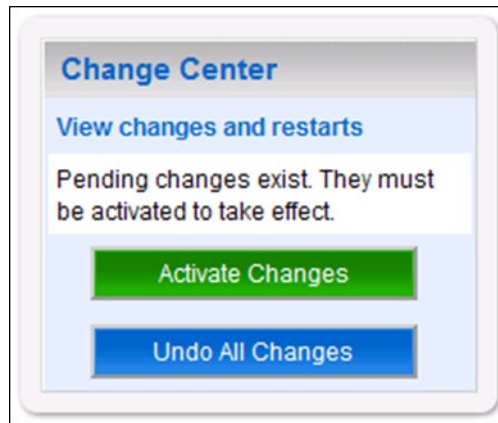 Change Center
View changes and restarts
Pending changes exist. They must
be activated to take effect.
Activate Changes
Undo All Changes